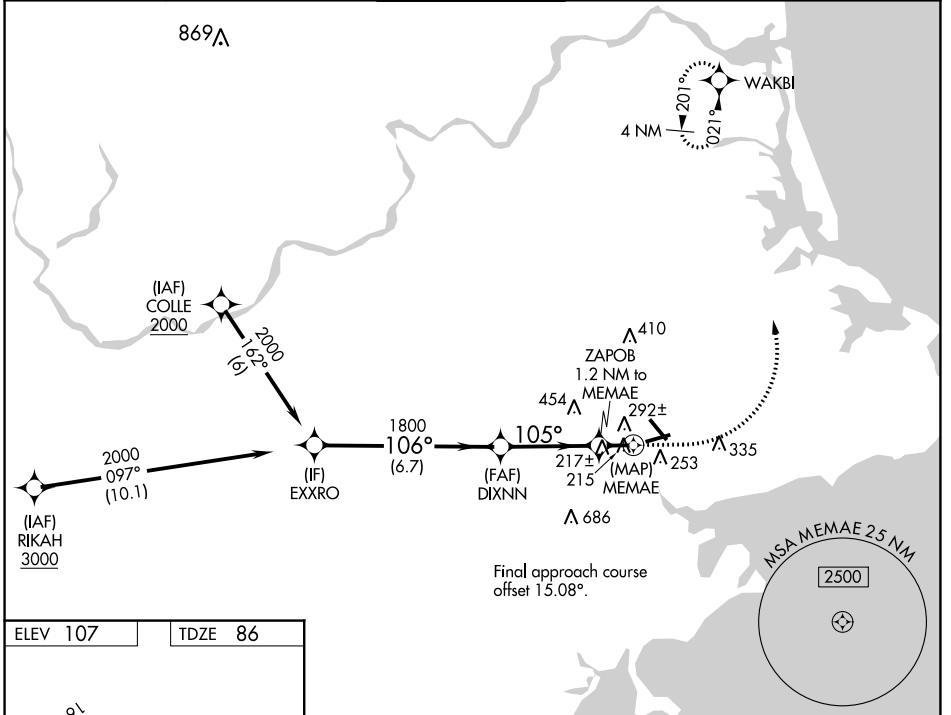 869
WAKBI
201°
4 NM
021°
(IAF)
COLLE
2000
2000
162°
(6)
410
ZAPOB
1.2 NM to
MEMAE
454
292±
1800
106°
(6.7)
105°
2000
097°
(10.1)
(IF)
EXXRO
(FAF)
DIXNN
217±
215
(MAP)
MEMAE
253
335
(IAF)
RIKAH
3000
686
Final approach course
offset 15.08°.
MSA MEMAE 25 NM
2500
ELEV 107
TDZE 86